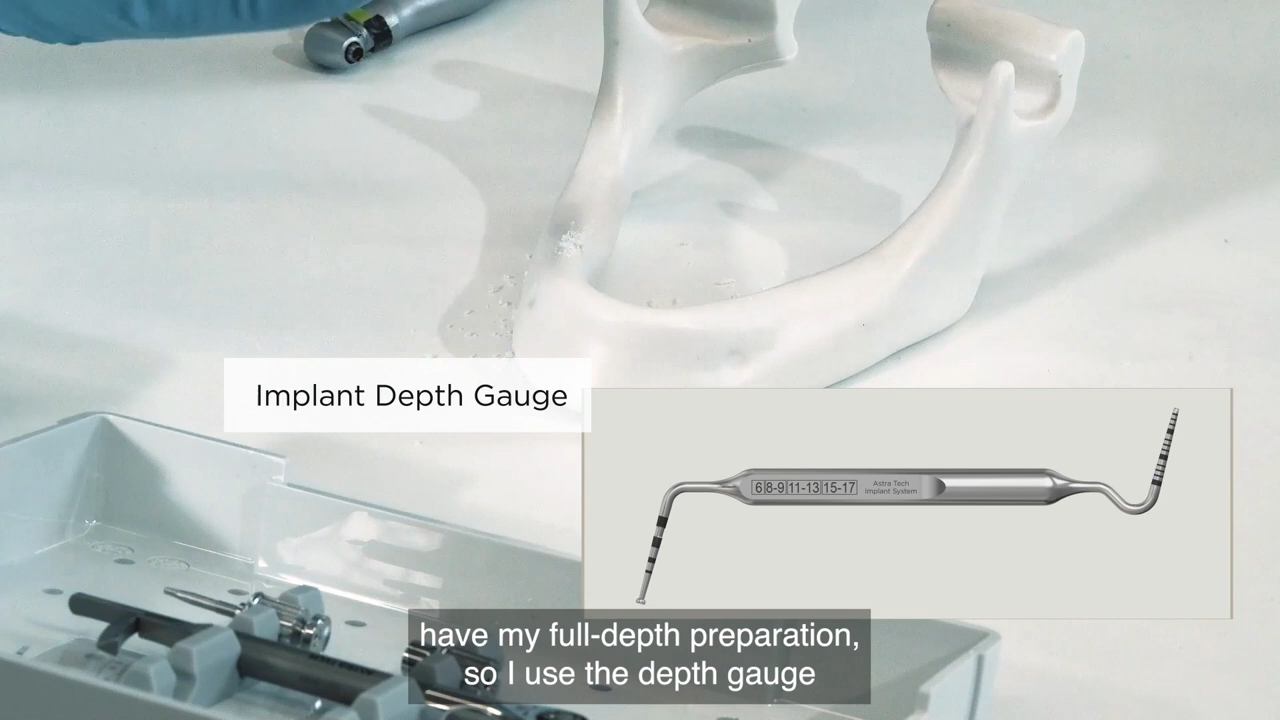 Implant Depth Gauge
6|8-9|11-13|15-17
Astra Tech
Implant System
have my full-depth preparation,
so I use the depth gauge